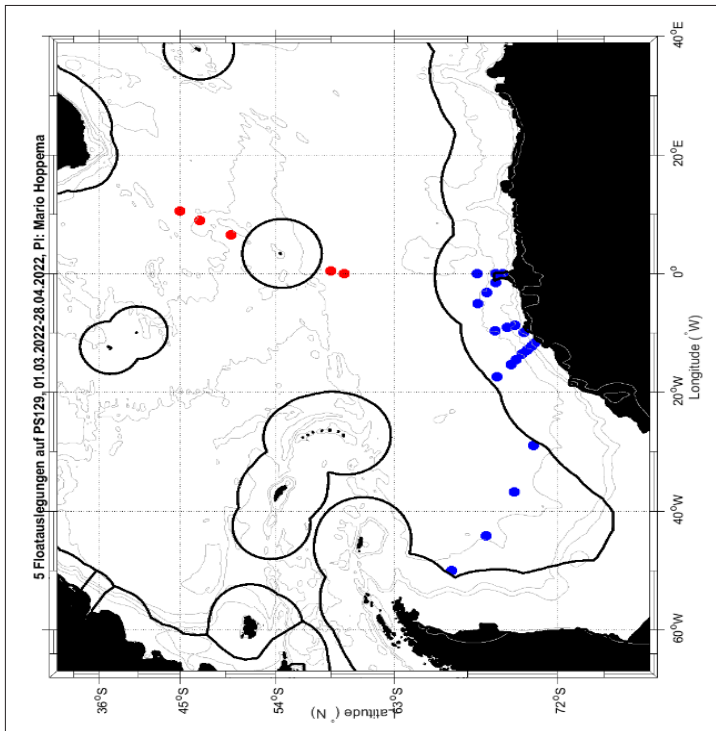 5 Floatauslegungen auf PS129, 01.03.2022-28.04.2022, PI: Mario Hoppema
Latitude (°N)
36°S
45°S
54°S
63°S
72°S
60°W
40°W
20°W
0°
20°E
40°E
Longitude (°W)